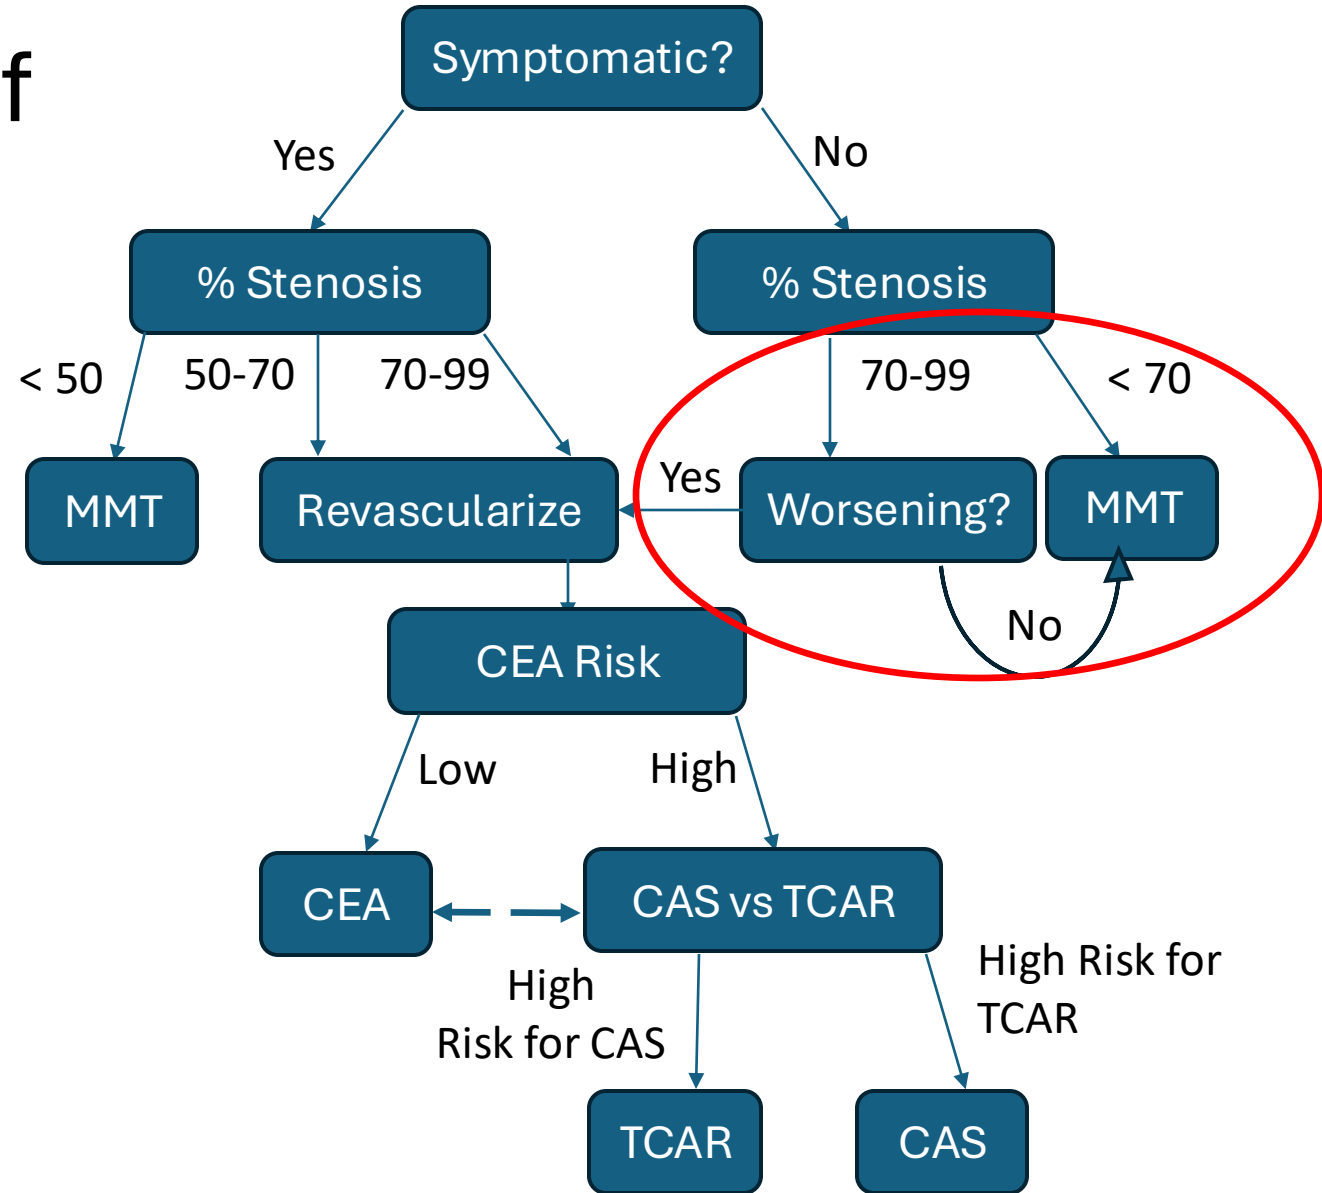 f
Symptomatic?
Yes
No
% Stenosis
% Stenosis
< 50
50-70
70-99
70-99
< 70
MMT
Revascularize
Yes
Worsening?
MMT
No
CEA Risk
Low
High
CEA
CAS vs TCAR
High
Risk for CAS
High Risk for
TCAR
TCAR
CAS